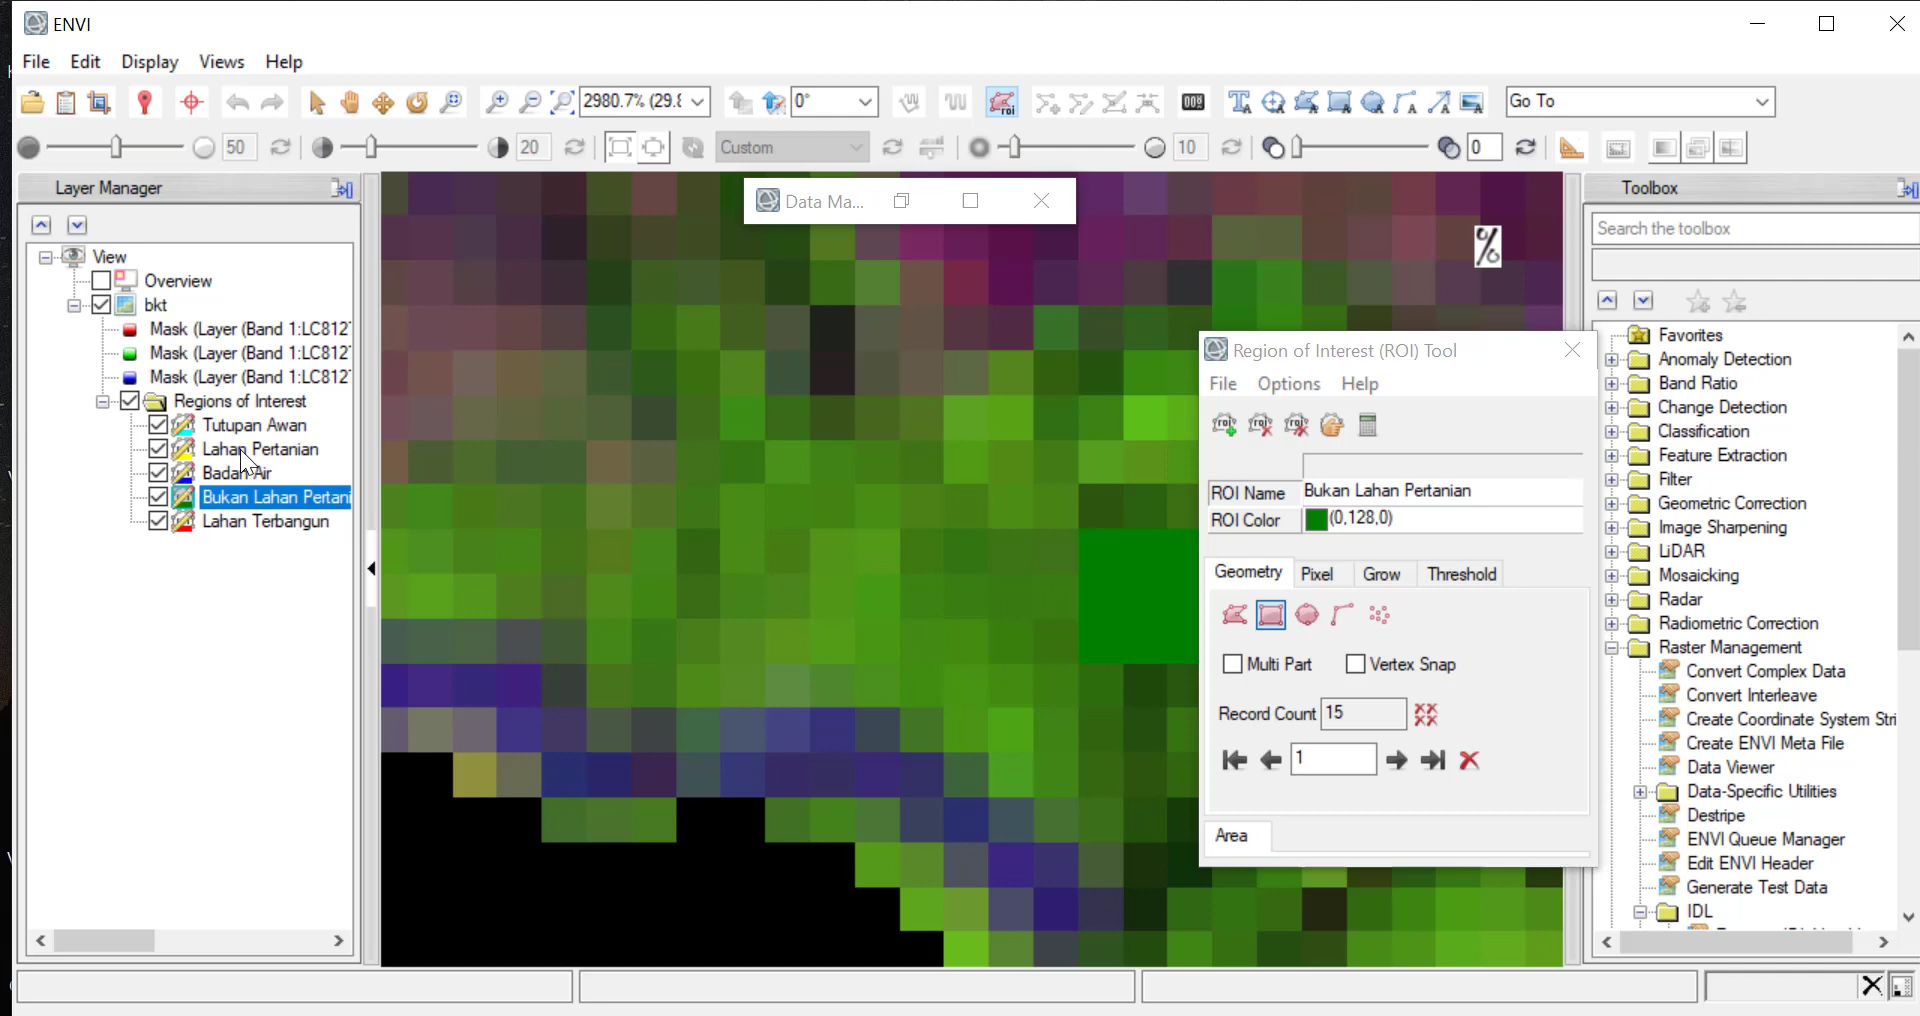 ENVI
File Edit Display Views Help
2980.7% (29.8
0°
Go To
50
20
Custom
10
0
Layer Manager
View
Overview
bkt
Mask (Layer (Band 1:LC812
Mask (Layer (Band 1:LC812
Mask (Layer (Band 1:LC812
Regions of Interest
Tutupan Awan
Lahan Pertanian
Badan Air
Bukan Lahan Pertani
Lahan Terbangun
Data Ma...
%
Region of Interest (ROI) Tool
File Options Help
ROI Name Bukan Lahan Pertanian
ROI Color (0,128,0)
Geometry Pixel Grow Threshold
Multi Part Vertex Snap
Record Count 15
1
Area
Toolbox
Search the toolbox
Favorites
Anomaly Detection
Band Ratio
Change Detection
Classification
Feature Extraction
Filter
Geometric Correction
Image Sharpening
LiDAR
Mosaicking
Radar
Radiometric Correction
Raster Management
Convert Complex Data
Convert Interleave
Create Coordinate System Stri
Create ENVI Meta File
Data Viewer
Data-Specific Utilities
Destripe
ENVI Queue Manager
Edit ENVI Header
Generate Test Data
IDL